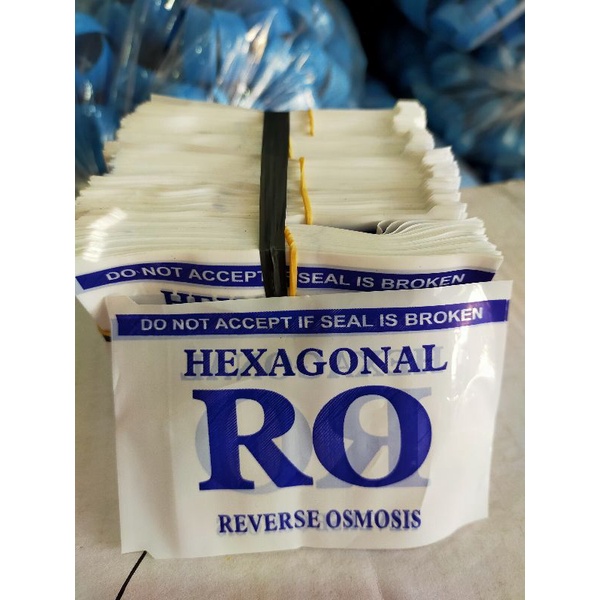 DO NOT ACCEPT IF SEAL IS BROKEN
DO NOT ACCEPT IF SEAL IS BROKEN
HEXAGONAL
RO
REVERSE OSMOSIS